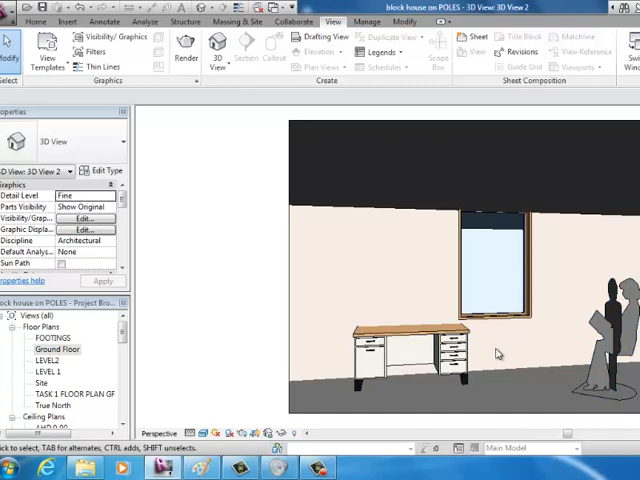 block house on POLES - 3D View: 3D View 2
Home Insert Annotate Analyze Structure Massing & Site Collaborate View Manage Modify
Modify View Templates Visibility/ Graphics Filters Thin Lines Render 3D View Section Callout Drafting View Elevation Plan Views Duplicate View Legends Schedules Scope Box Sheet View Title Block Revisions Guide Grid Matchline View Reference Viewports
Select Graphics Create Sheet Composition
roperties
3D View
3D View: 3D View 2 Edit Type
Graphics
Detail Level Fine
Parts Visibility Show Original
Visibility/Grap... Edit...
Graphic Displa... Edit...
Discipline Architectural
Default Analys... None
Sun Path
Properties help Apply
block house on POLES - Project Bro...
Views (all)
Floor Plans
FOOTINGS
Ground Floor
LEVEL2
LEVEL 1
Site
TASK 1 FLOOR PLAN GF
True North
Ceiling Plans
Perspective
ck to select, TAB for alternates, CTRL adds, SHIFT unselects. :0 Main Model